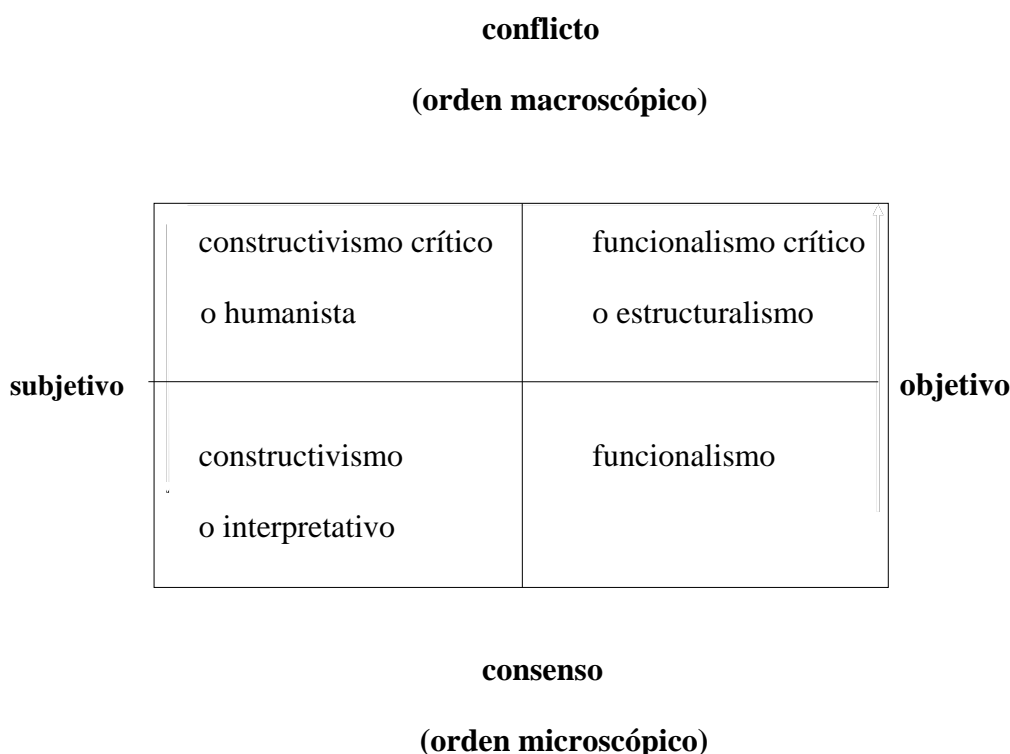 conflicto
(orden macroscópico)
constructivismo crítico
o humanista
funcionalismo crítico
o estructuralismo
subjetivo
objetivo
constructivismo
o interpretativo
funcionalismo
consenso
(orden microscópico)